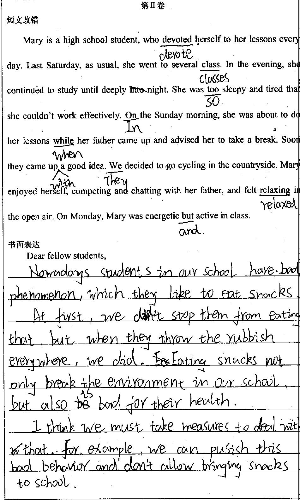 第II卷
短文改错
Mary is a high school student, who devoted herself to her lessons every
devote
day. Last Saturday, as usual, she went to several class. In the evening, she
classes
continued to study until deeply into night. She was too sleepy and tired that
so
she couldn't work effectively. On the Sunday morning, she was about to do
In
her lessons while her father came up and advised her to take a break. Soon
when
they came up a good idea. We decided to go cycling in the countryside. Mary
with They
enjoyed herself, competing and chatting with her father, and felt relaxing in
relaxed
the open air. On Monday, Mary was energetic but active in class.
and
书面表达
Dear fellow students,
Nowadays students in our school have bad
phenomenon, which they like to eat snacks.
At first, we didn't stop them from eating
that, but when they throw the rubbish
everywhere, we did. Eating snacks not
only break the environment in our school,
but also is bad for their health.
I think we must take measures to deal with
that. For example, we can punish this
bad behavior and don't allow bringing snacks
to school.